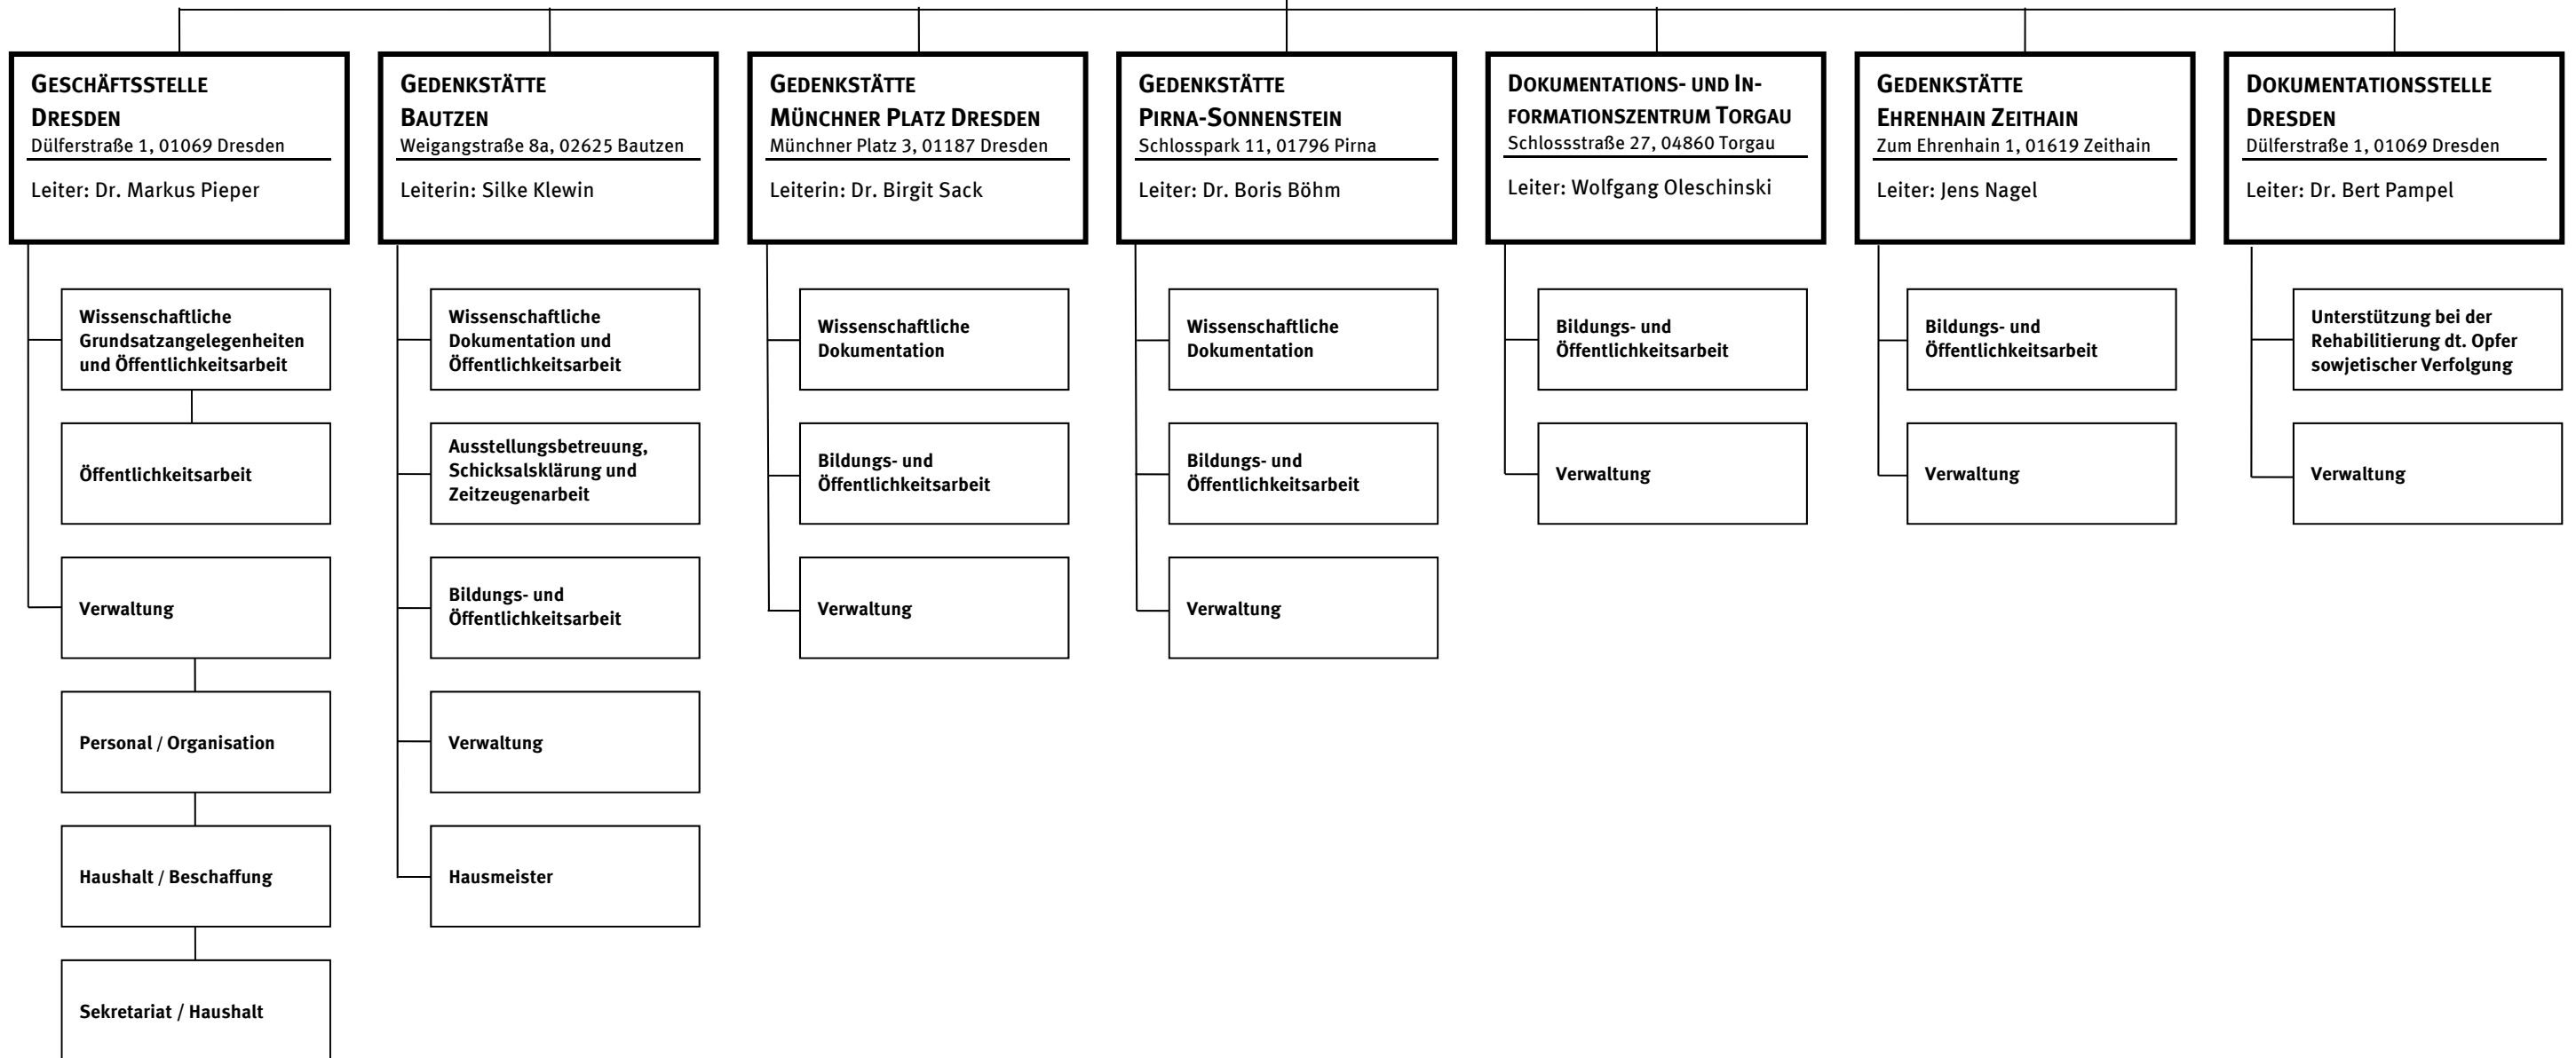 GESCHÄFTSSTELLE
DRESDEN
Dülferstraße 1, 01069 Dresden
Leiter: Dr. Markus Pieper
Wissenschaftliche
Grundsatzangelegenheiten
und Öffentlichkeitsarbeit
Öffentlichkeitsarbeit
Verwaltung
Personal / Organisation
Haushalt / Beschaffung
Sekretariat / Haushalt
GEDENKSTÄTTE
BAUTZEN
Weigangstraße 8a, 02625 Bautzen
Leiterin: Silke Klewin
Wissenschaftliche
Dokumentation und
Öffentlichkeitsarbeit
Ausstellungsbetreuung,
Schicksalsklärung und
Zeitzeugenarbeit
Bildungs- und
Öffentlichkeitsarbeit
Verwaltung
Hausmeister
GEDENKSTÄTTE
MÜNCHNER PLATZ DRESDEN
Münchner Platz 3, 01187 Dresden
Leiterin: Dr. Birgit Sack
Wissenschaftliche
Dokumentation
Bildungs- und
Öffentlichkeitsarbeit
Verwaltung
GEDENKSTÄTTE
PIRNA-SONNENSTEIN
Schlosspark 11, 01796 Pirna
Leiter: Dr. Boris Böhm
Wissenschaftliche
Dokumentation
Bildungs- und
Öffentlichkeitsarbeit
Verwaltung
DOKUMENTATIONS- UND IN-
FORMATIONSZENTRUM TORGAU
Schlossstraße 27, 04860 Torgau
Leiter: Wolfgang Oleschinski
Bildungs- und
Öffentlichkeitsarbeit
Verwaltung
GEDENKSTÄTTE
EHRENHAIN ZEITHAIN
Zum Ehrenhain 1, 01619 Zeithain
Leiter: Jens Nagel
Bildungs- und
Öffentlichkeitsarbeit
Verwaltung
DOKUMENTATIONSSTELLE
DRESDEN
Dülferstraße 1, 01069 Dresden
Leiter: Dr. Bert Pampel
Unterstützung bei der
Rehabilitierung dt. Opfer
sowjetischer Verfolgung
Verwaltung